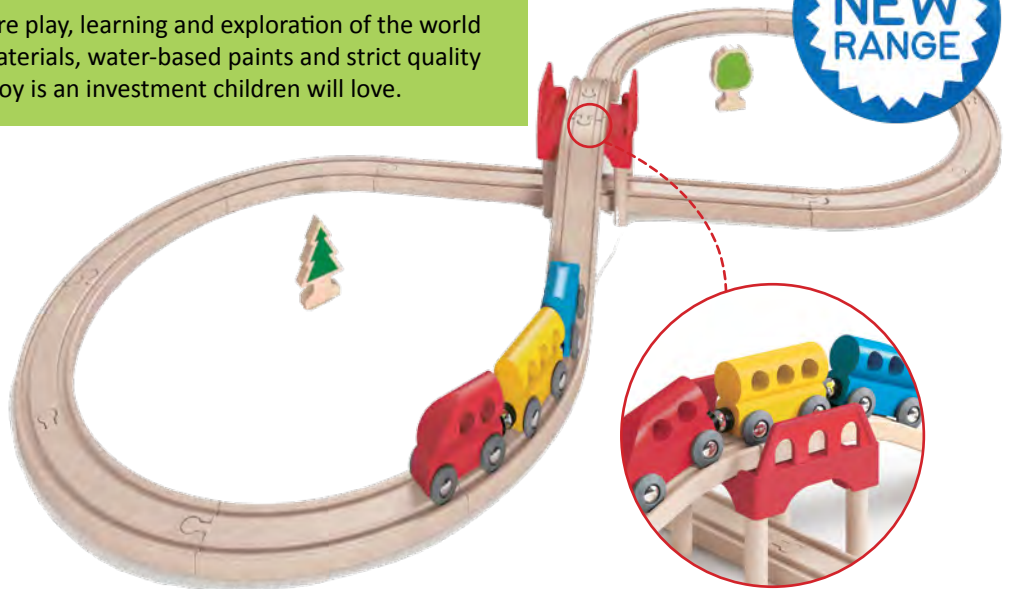 re play, learning and exploration of the world
aterials, water-based paints and strict quality
oy is an investment children will love.
NEW
RANGE